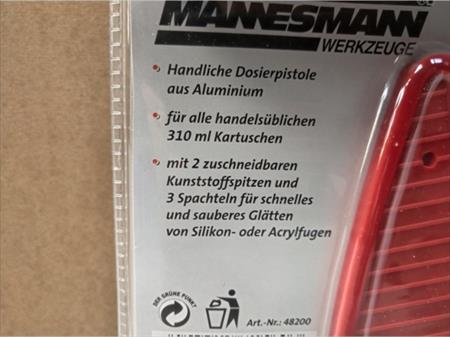 MANNESMANN
WERKZEUGE
Handliche Dosierpistole
aus Aluminium
für alle handelsüblichen
310 ml Kartuschen
mit 2 zuschneidbaren
Kunststoffspitzen und
3 Spachteln für schnelles
und sauberes Glätten
von Silikon- oder Acrylfugen
DER GRÜNE PUNKT
Art.-Nr.: 48200